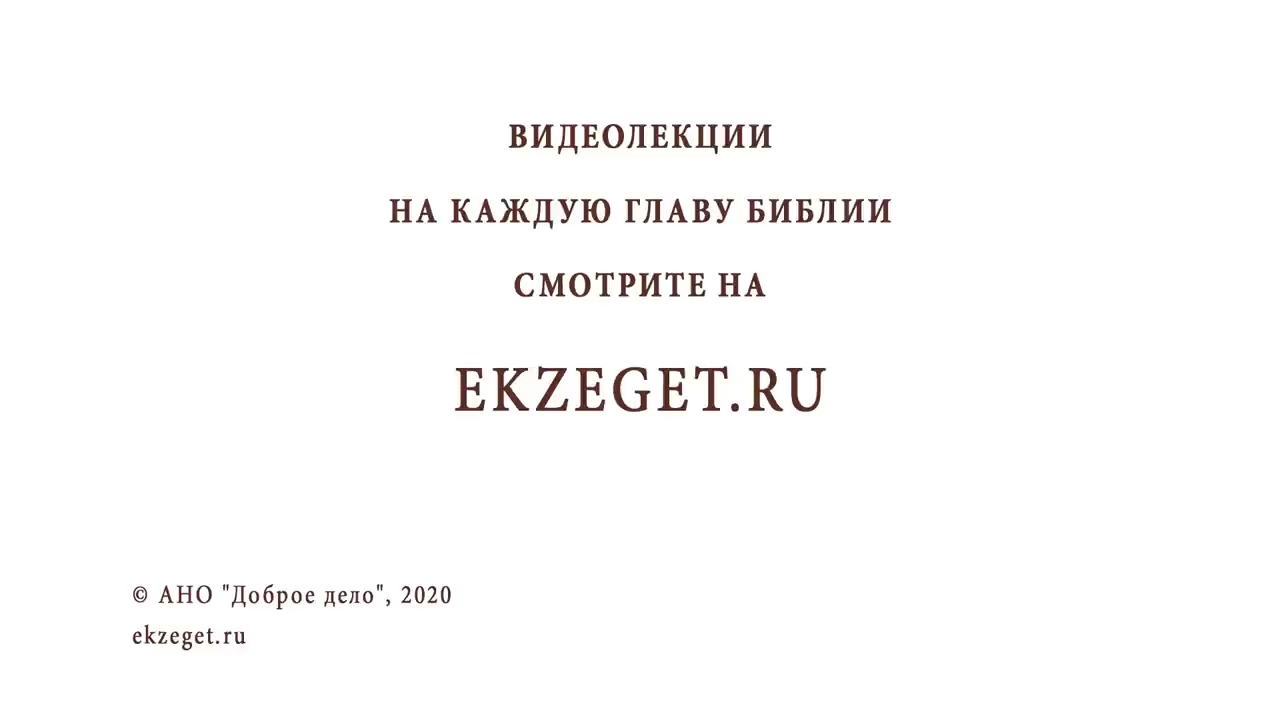 ВИДЕОЛЕКЦИИ
НА КАЖДУЮ ГЛАВУ БИБЛИИ
СМОТРИТЕ НА
EKZEGET.RU
© АНО "Доброе дело", 2020
ekzeget.ru